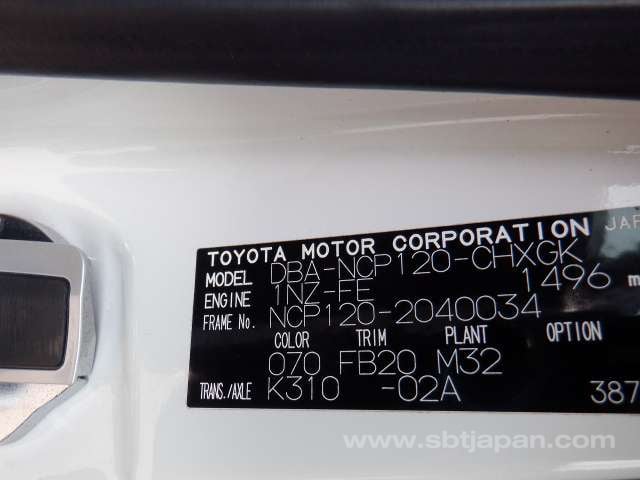 TOYOTA MOTOR CORPORATION JAP
MODEL DBA-NCP120-CHXGK
ENGINE 1NZ-FE 1496 m
FRAME No. NCP120-2040034
COLOR TRIM PLANT OPTION
070 FB20 M32
TRANS./AXLE K310 -02A 387
www.sbtjapan.com